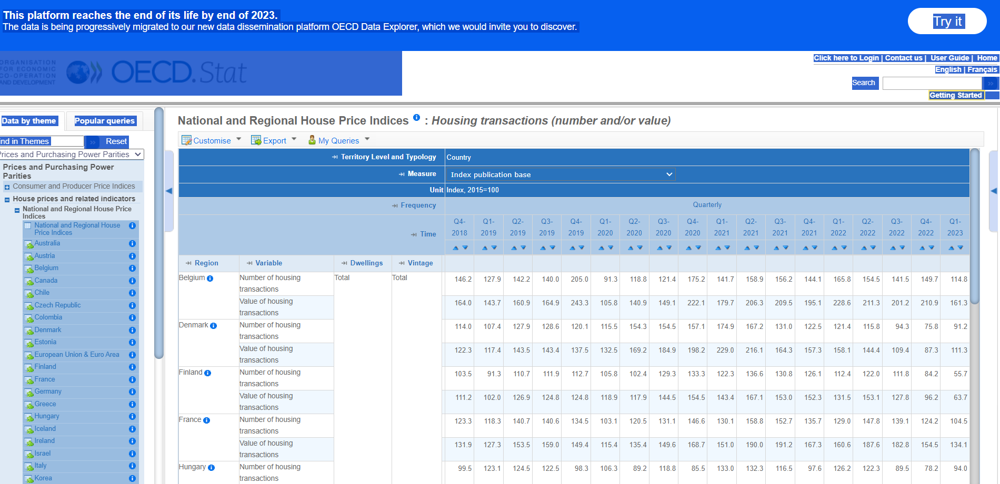 This platform reaches the end of its life by end of 2023.
The data is being progressively migrated to our new data dissemination platform OECD Data Explorer, which we would invite you to discover.
Try it
ORGANISATION
FOR ECONOMIC
CO-OPERATION
AND DEVELOPMENT
OECD.Stat
Click here to Login | Contact us | User Guide | Home
English | Français
Search
»
Getting Started
Data by theme
Popular queries
ind in Themes
»
Reset
Prices and Purchasing Power Parities
Prices and Purchasing Power
Parities
Consumer and Producer Price Indices
House prices and related indicators
National and Regional House Price
Indices
National and Regional House
Price Indices
Australia
Austria
Belgium
Canada
Chile
Czech Republic
Colombia
Denmark
Estonia
European Union & Euro Area
Finland
France
Germany
Greece
Hungary
Iceland
Ireland
Israel
Italy
Korea
National and Regional House Price Indices : Housing transactions (number and/or value)
Customise Export My Queries
Territory Level and Typology Country
Measure Index publication base
Unit Index, 2015=100
Frequency Quarterly
Time
Q4-2018 Q1-2019 Q2-2019 Q3-2019 Q4-2019 Q1-2020 Q2-2020 Q3-2020 Q4-2020 Q1-2021 Q2-2021 Q3-2021 Q4-2021 Q1-2022 Q2-2022 Q3-2022 Q4-2022 Q1-2023
Region Variable Dwellings Vintage
Belgium Number of housing transactions Total Total 146.2 127.9 142.2 140.0 205.0 91.3 118.8 121.4 175.2 141.7 158.9 156.2 144.1 165.8 154.5 141.5 149.7 114.8
Value of housing transactions 164.0 143.7 160.9 164.9 243.3 105.8 140.9 149.1 222.1 179.7 206.3 209.5 195.1 228.6 211.3 201.2 210.9 161.3
Denmark Number of housing transactions 114.0 107.4 127.9 128.6 120.1 115.5 154.3 154.5 157.1 174.9 167.2 131.0 122.5 121.4 115.8 94.3 75.8 91.2
Value of housing transactions 122.3 117.4 143.5 143.4 137.5 132.5 169.2 184.9 198.2 229.0 216.1 164.3 157.3 158.1 144.4 109.4 87.3 111.3
Finland Number of housing transactions 103.5 91.3 110.7 111.9 112.7 105.8 102.4 129.3 133.3 122.3 136.6 130.8 126.1 112.4 122.0 111.8 84.2 55.7
Value of housing transactions 111.2 102.0 126.9 124.8 124.8 118.9 117.9 144.5 154.5 143.4 167.1 153.0 152.3 131.5 153.1 127.8 96.2 63.7
France Number of housing transactions 123.3 118.3 140.7 140.6 134.5 103.1 120.5 131.1 146.6 130.1 158.8 152.7 135.7 129.0 147.8 139.1 124.2 104.5
Value of housing transactions 131.9 127.3 153.5 159.0 149.4 115.4 135.4 149.6 168.7 151.0 190.0 191.2 167.3 160.6 187.6 182.8 154.5 134.1
Hungary Number of housing transactions 99.5 123.1 124.5 122.5 98.3 106.3 89.2 118.8 85.5 133.0 132.3 116.5 97.6 126.2 122.3 89.5 78.2 94.0